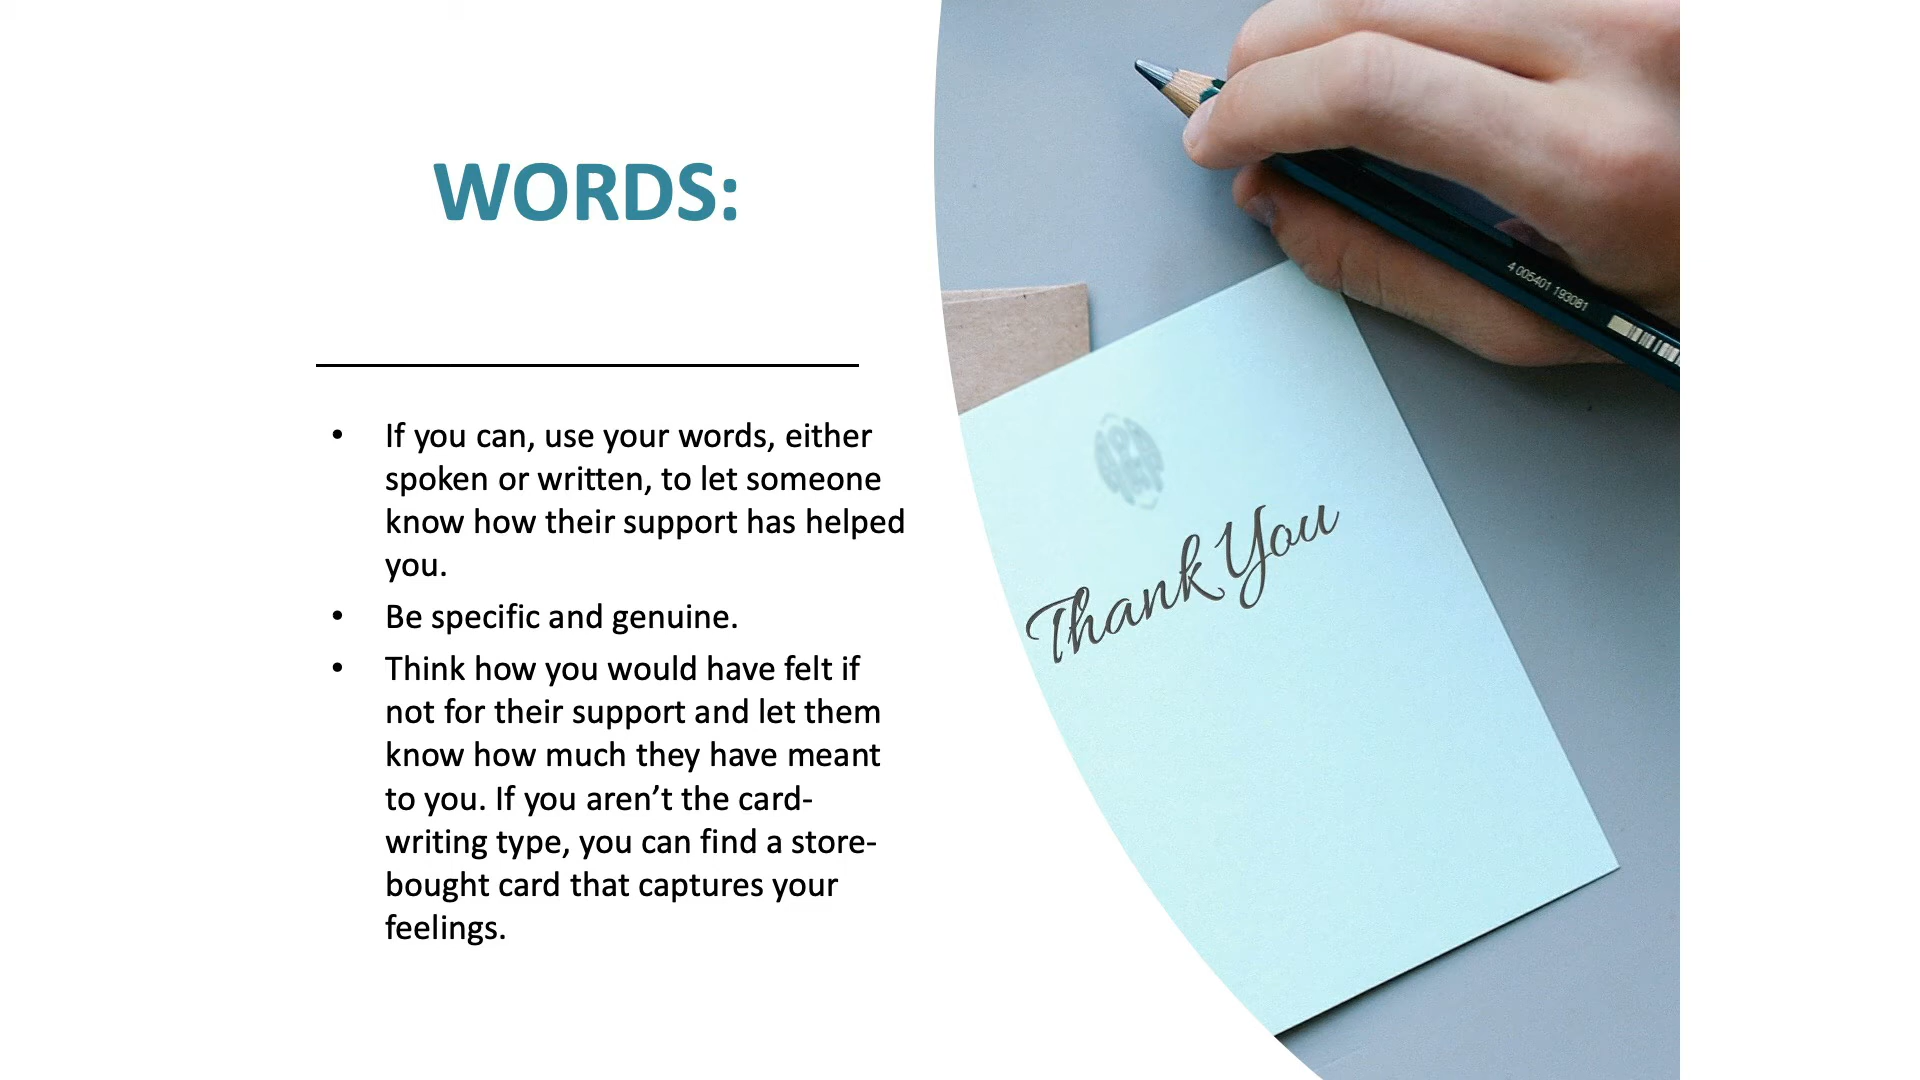 WORDS:
• If you can, use your words, either
spoken or written, to let someone
know how their support has helped
you.
• Be specific and genuine.
• Think how you would have felt if
not for their support and let them
know how much they have meant
to you. If you aren’t the card-
writing type, you can find a store-
bought card that captures your
feelings.
4 005401 193081
Thank You